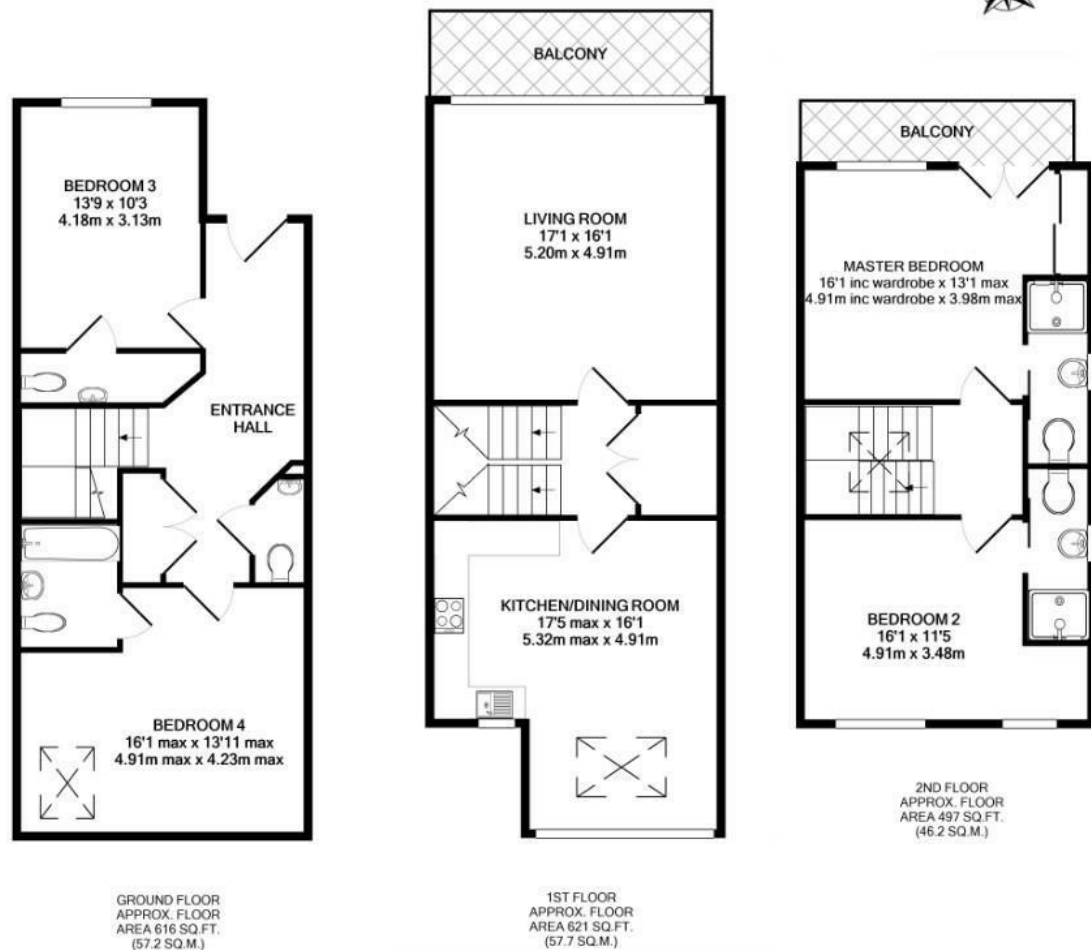 BEDROOM 3
13'9 x 10'3
4.18m x 3.13m
ENTRANCE
HALL
BEDROOM 4
16'1 max x 13'11 max
4.91m max x 4.23m max
GROUND FLOOR
APPROX. FLOOR
AREA 616 SQ.FT.
(57.2 SQ.M.)
BALCONY
LIVING ROOM
17'1 x 16'1
5.20m x 4.91m
KITCHEN/DINING ROOM
17'5 max x 16'1
5.32m max x 4.91m
1ST FLOOR
APPROX. FLOOR
AREA 621 SQ.FT.
(57.7 SQ.M.)
BALCONY
MASTER BEDROOM
16'1 inc wardrobe x 13'1 max
4.91m inc wardrobe x 3.98m max
BEDROOM 2
16'1 x 11'5
4.91m x 3.48m
2ND FLOOR
APPROX. FLOOR
AREA 497 SQ.FT.
(46.2 SQ.M.)